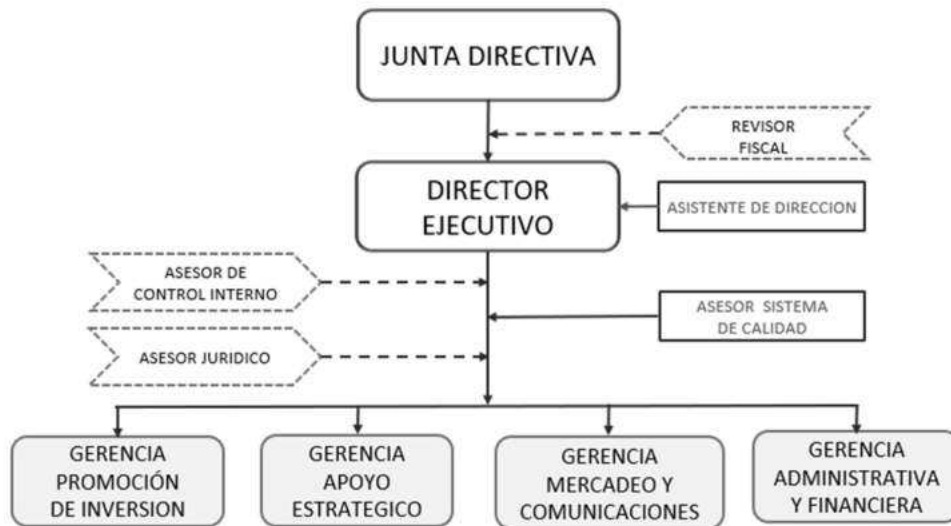 JUNTA DIRECTIVA
REVISOR
FISCAL
DIRECTOR
EJECUTIVO
ASISTENTE DE DIRECCION
ASESOR DE
CONTROL INTERNO
ASESOR SISTEMA
DE CALIDAD
ASESOR JURIDICO
GERENCIA
PROMOCIÓN
DE INVERSION
GERENCIA
APOYO
ESTRATEGICO
GERENCIA
MERCADEO Y
COMUNICACIONES
GERENCIA
ADMINISTRATIVA
Y FINANCIERA